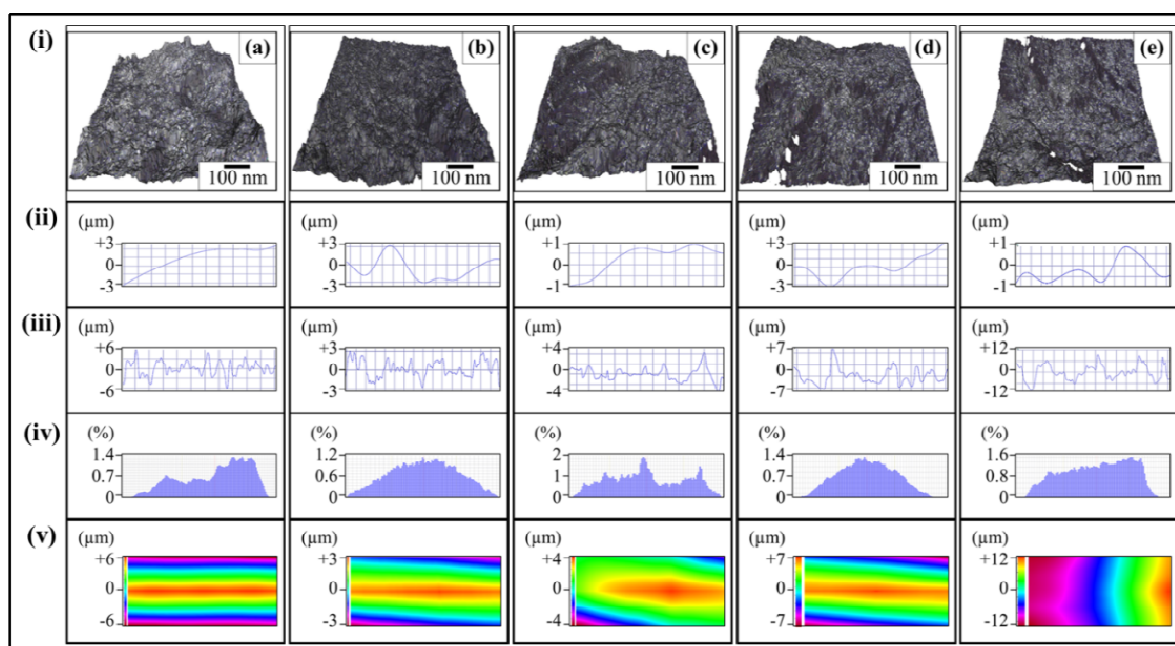 (i) (a) (b) (c) (d) (e)
100 nm 100 nm 100 nm 100 nm 100 nm
(ii) (μm) (μm) (μm) (μm) (μm)
+3 +3 +1 +3 +1
0 0 0 0 0
-3 -3 -1 -3 -1
(iii) (μm) (μm) (μm) (μm) (μm)
+6 +3 +4 +7 +12
0 0 0 0 0
-6 -3 -4 -7 -12
(iv) (%) (%) (%) (%) (%)
1.4 1.2 2 1.4 1.6
0.7 0.6 1 0.7 0.8
0 0 0 0 0
(v) (μm) (μm) (μm) (μm) (μm)
+6 +3 +4 +7 +12
0 0 0 0 0
-6 -3 -4 -7 -12